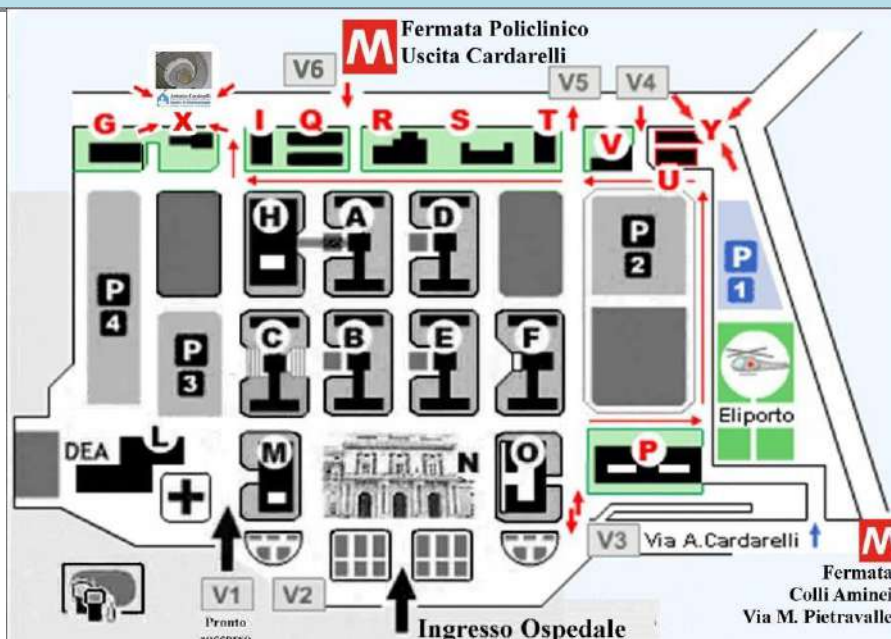 Fermata Policlinico
Uscita Cardarelli
M
V6
V5
V4
G
X
I
Q
R
S
T
V
Y
U
H
A
D
P
2
P
1
P
4
C
B
E
F
P
3
Eliporto
DEA
L
M
N
O
P
V3
Via A.Cardarelli
M
Fermata
Colli Aminei
Via M. Pietravalle
V1
V2
Pronto
Ingresso Ospedale